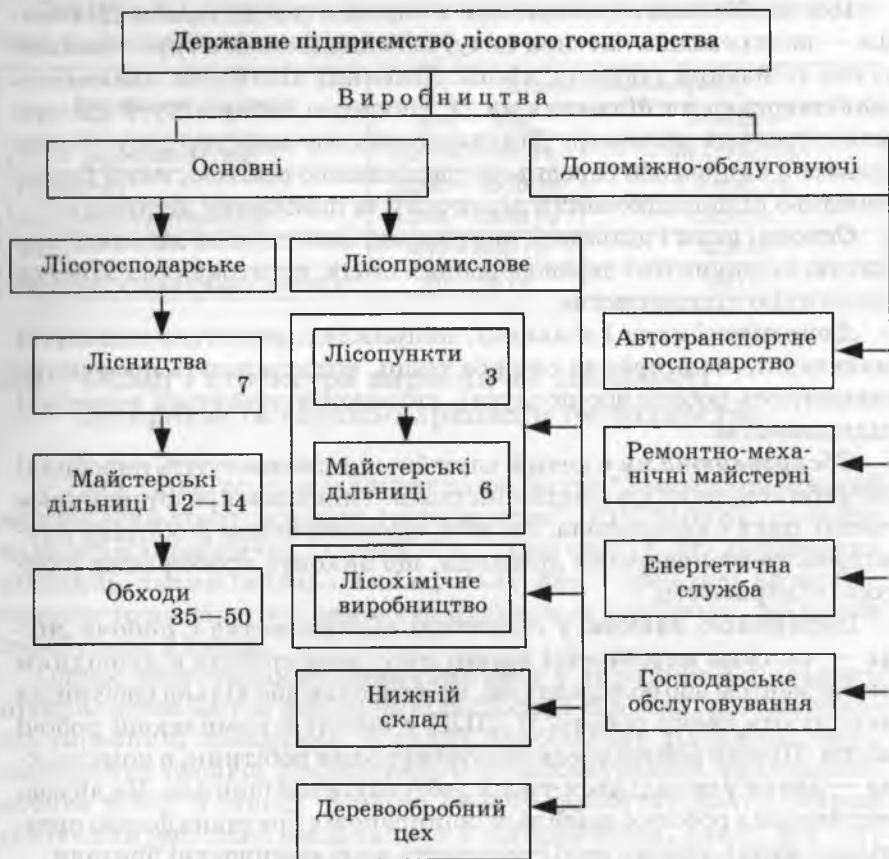 Державне підприємство лісового господарства
Виробництва
Основні
Допоміжно-обслуговуючі
Лісогосподарське
Лісопромислове
Лісництва
7
Лісопункти
3
Автотранспортне
господарство
Майстерські
дільниці 12—14
Майстерські
дільниці 6
Ремонтно-меха-
нічні майстерні
Обходи
35—50
Лісохімічне
виробництво
Енергетична
служба
Нижній
склад
Господарське
обслуговування
Деревообробний
цех